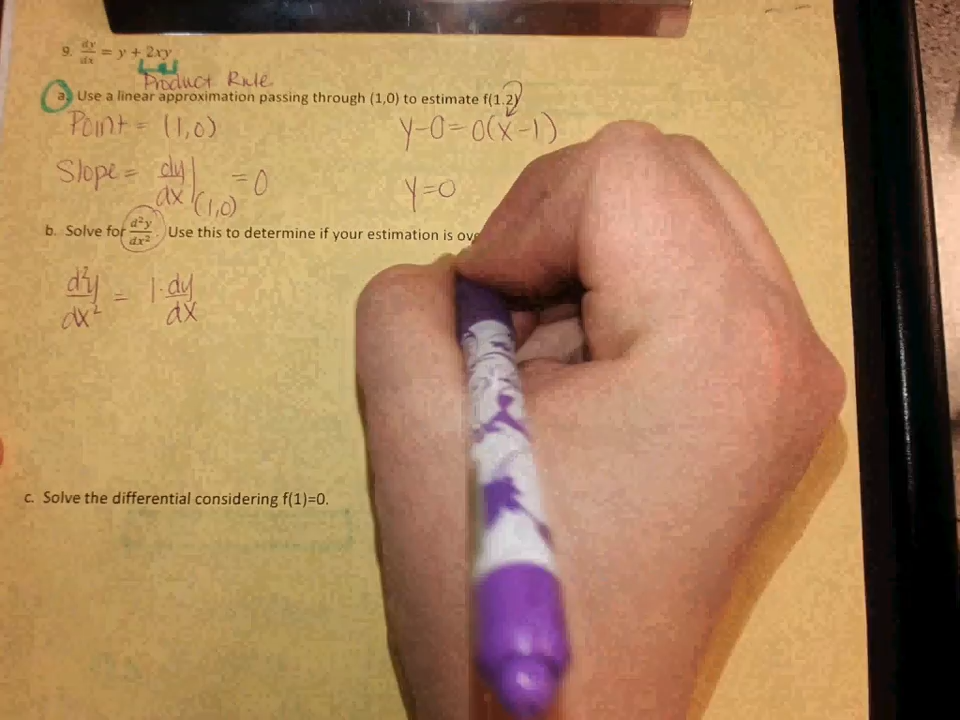 9. dy/dx = y + 2xy
Product Rule
a. Use a linear approximation passing through (1,0) to estimate f(1.2)
Point = (1,0)
y-0=0(x-1)
Slope = dy/dx|(1,0) =0
y=0
b. Solve for d²y/dx². Use this to determine if your estimation is
d²y/dx² = 1·dy/dx
c. Solve the differential considering f(1)=0.